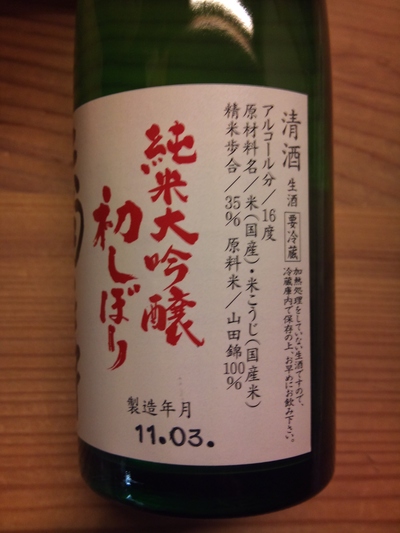 清酒 生酒 要冷蔵
加熱処理をしていない生酒ですので、
冷蔵庫内で保存の上、お早めにお飲み下さい。
アルコール分／16度
原材料名／米(国産)・米こうじ(国産米)
精米歩合／35% 原料米／山田錦100%
純米大吟醸
初しぼり
製造年月
11.03.